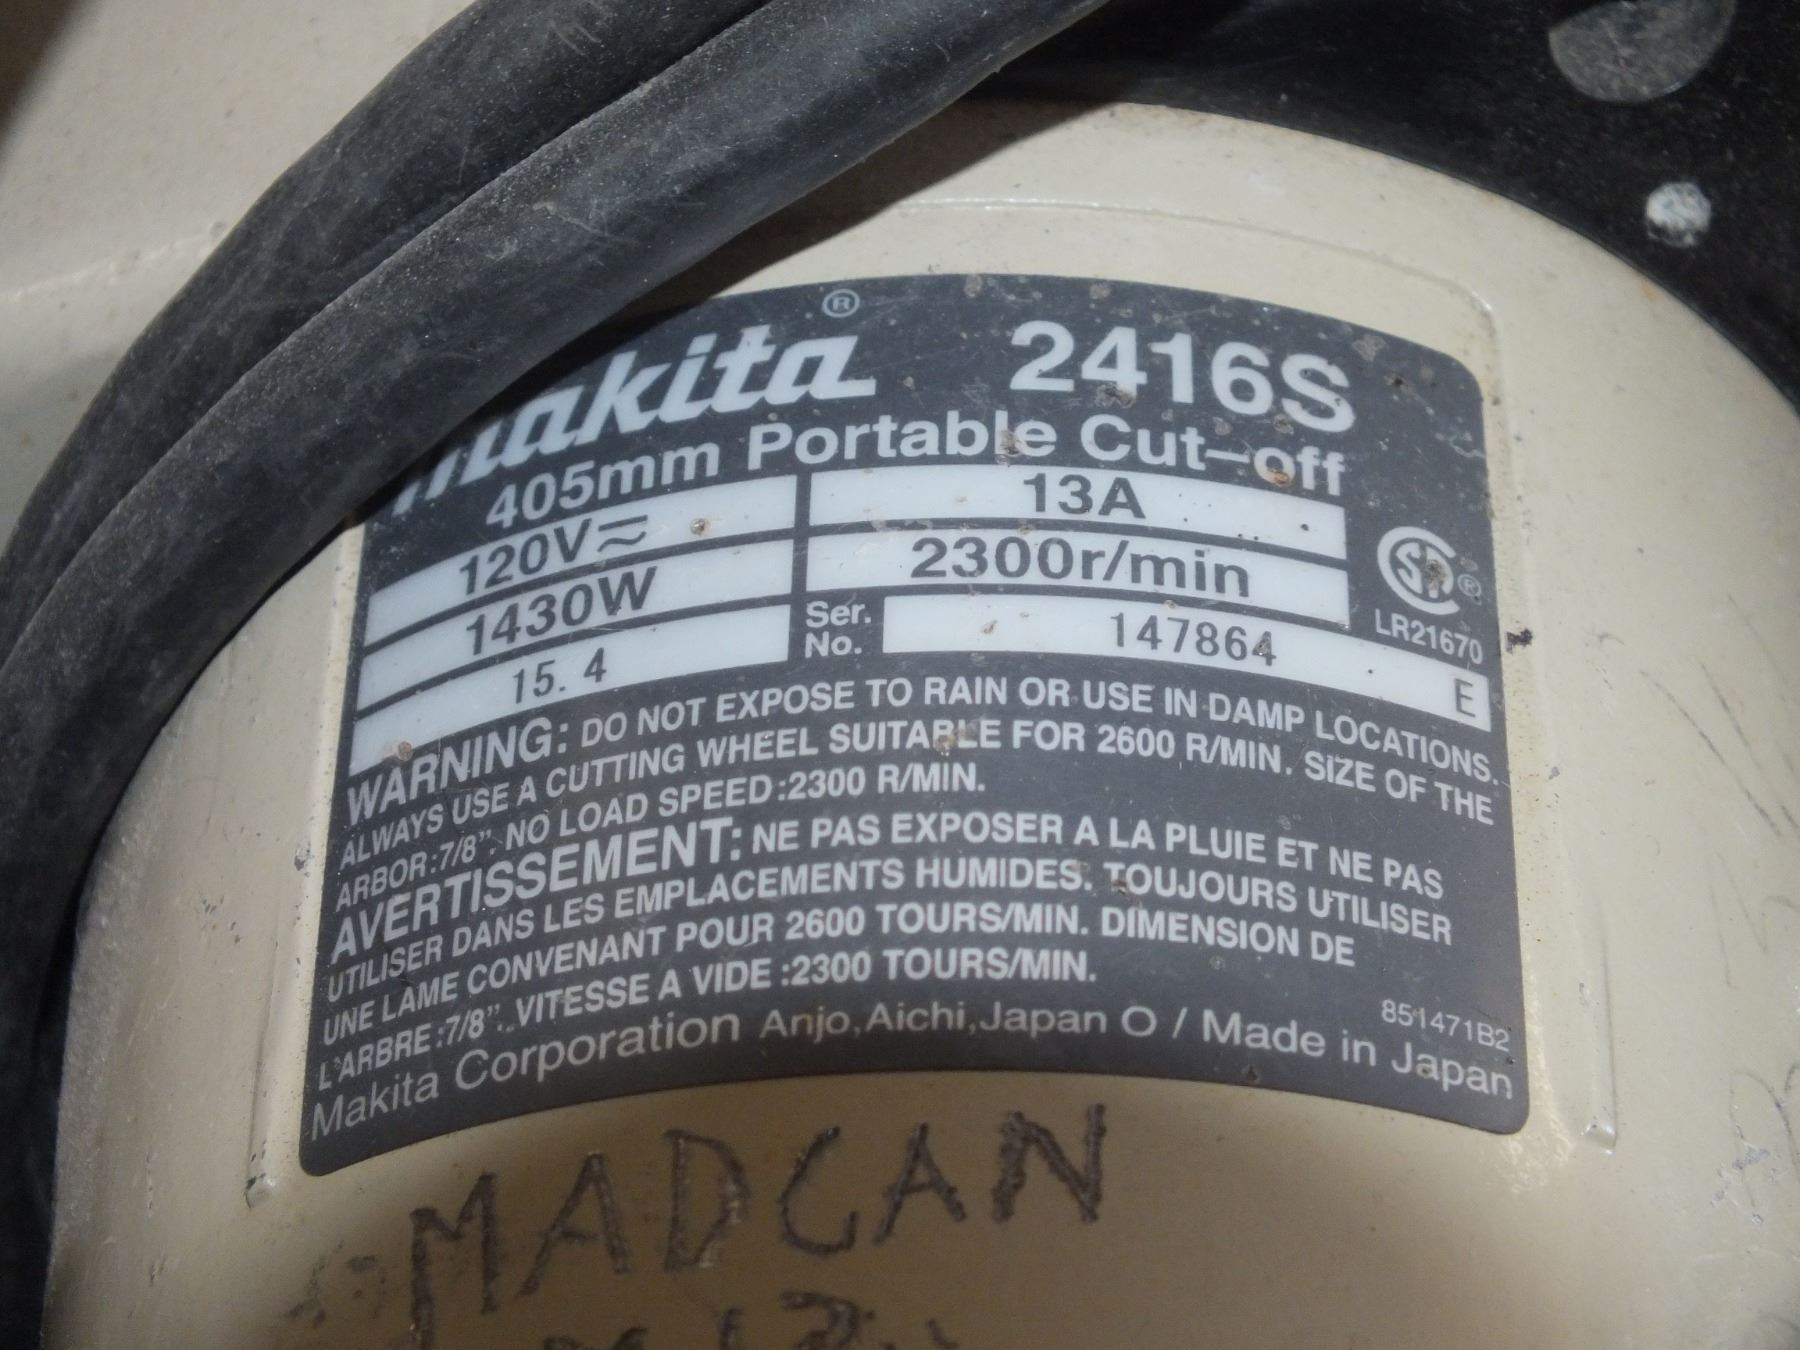 makita® 2416S
405mm Portable Cut-off
120V⎓ 13A
1430W 2300r/min
15.4 Ser. No. 147864 E
LR21670
WARNING: DO NOT EXPOSE TO RAIN OR USE IN DAMP LOCATIONS.
ALWAYS USE A CUTTING WHEEL SUITABLE FOR 2600 R/MIN. SIZE OF THE
ARBOR:7/8". NO LOAD SPEED:2300 R/MIN.
AVERTISSEMENT: NE PAS EXPOSER A LA PLUIE ET NE PAS
UTILISER DANS LES EMPLACEMENTS HUMIDES. TOUJOURS UTILISER
UNE LAME CONVENANT POUR 2600 TOURS/MIN. DIMENSION DE
L'ARBRE:7/8". VITESSE A VIDE:2300 TOURS/MIN.
851471B2
Makita Corporation Anjo,Aichi,Japan O / Made in Japan
MADCAN